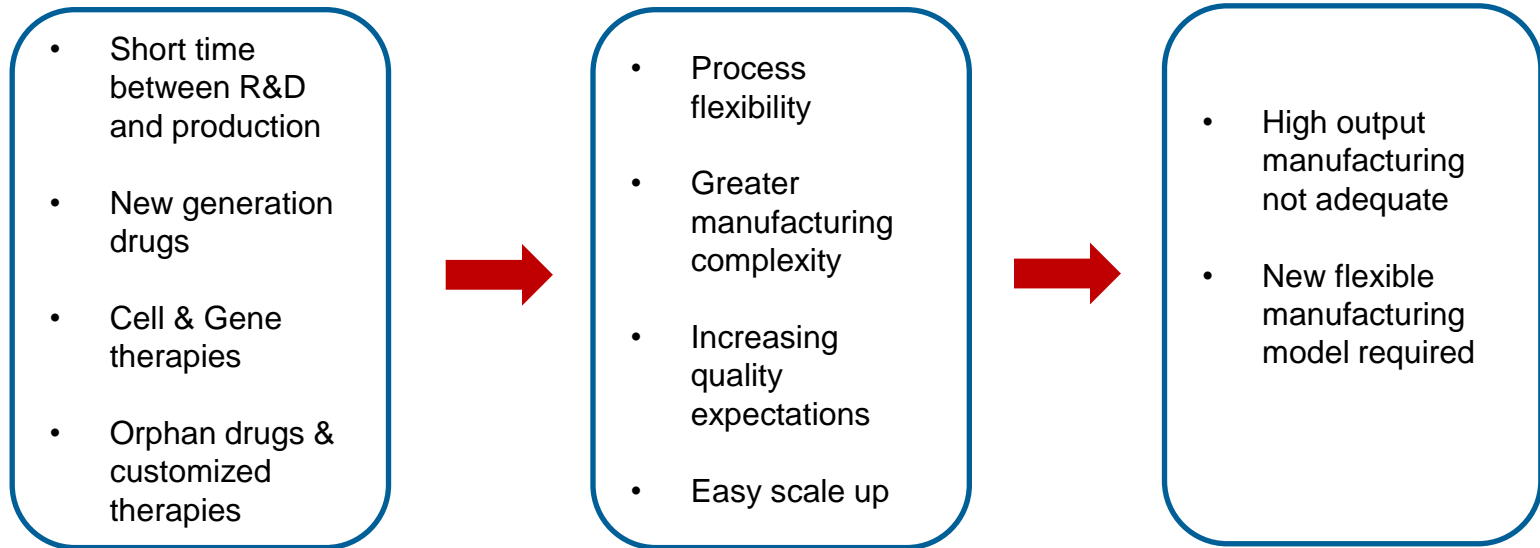 • Short time
between R&D
and production
• New generation
drugs
• Cell & Gene
therapies
• Orphan drugs &
customized
therapies
• Process
flexibility
• Greater
manufacturing
complexity
• Increasing
quality
expectations
• Easy scale up
• High output
manufacturing
not adequate
• New flexible
manufacturing
model required